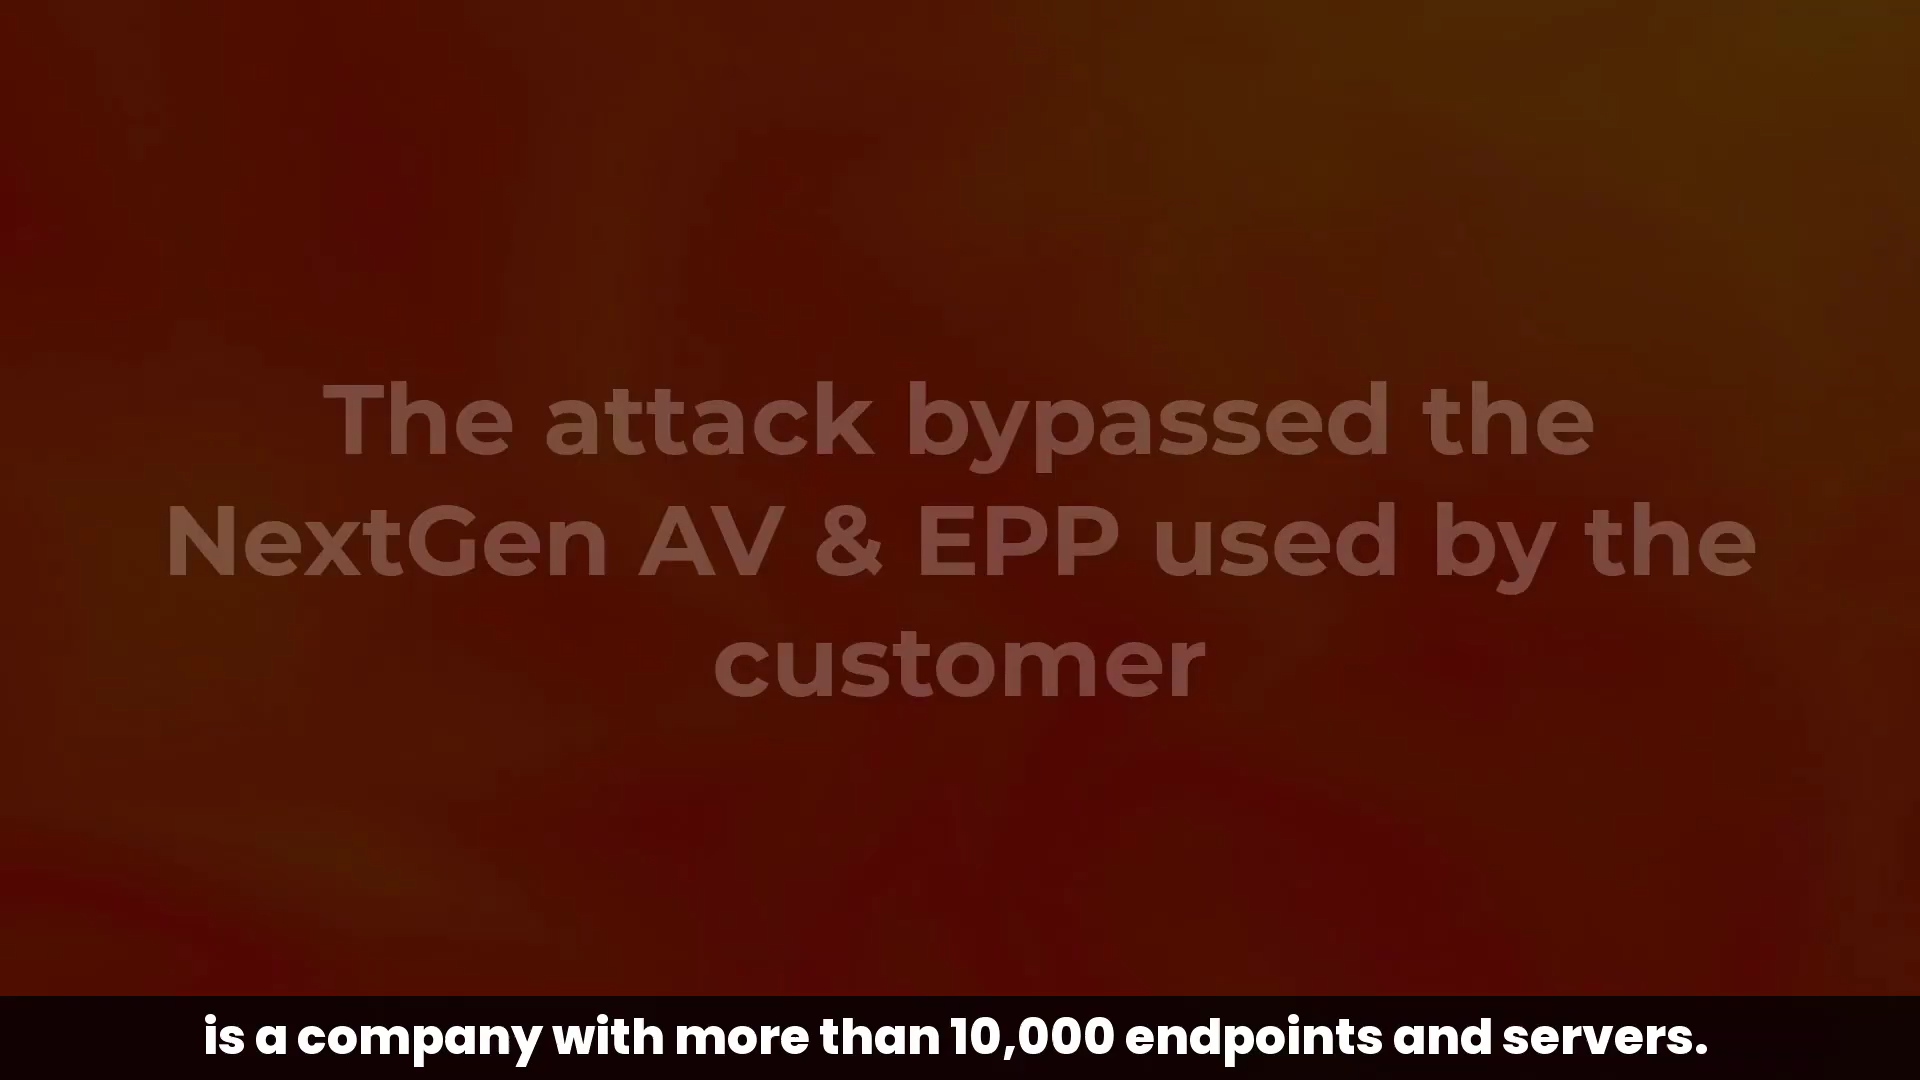 The attack bypassed the
NextGen AV & EPP used by the
customer
is a company with more than 10,000 endpoints and servers.